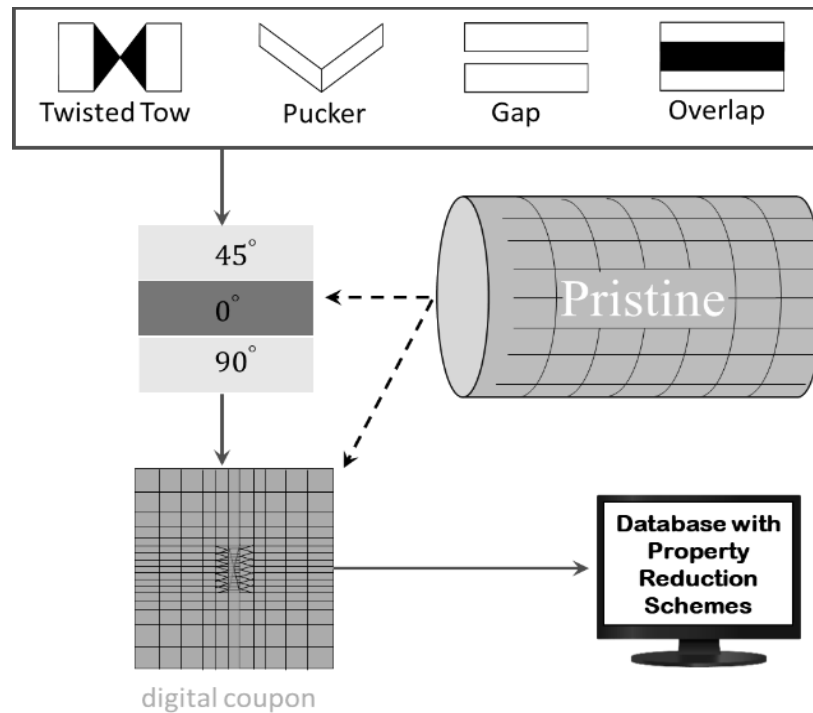 Twisted Tow
Pucker
Gap
Overlap
45°
0°
90°
Pristine
Database with
Property
Reduction
Schemes
digital coupon